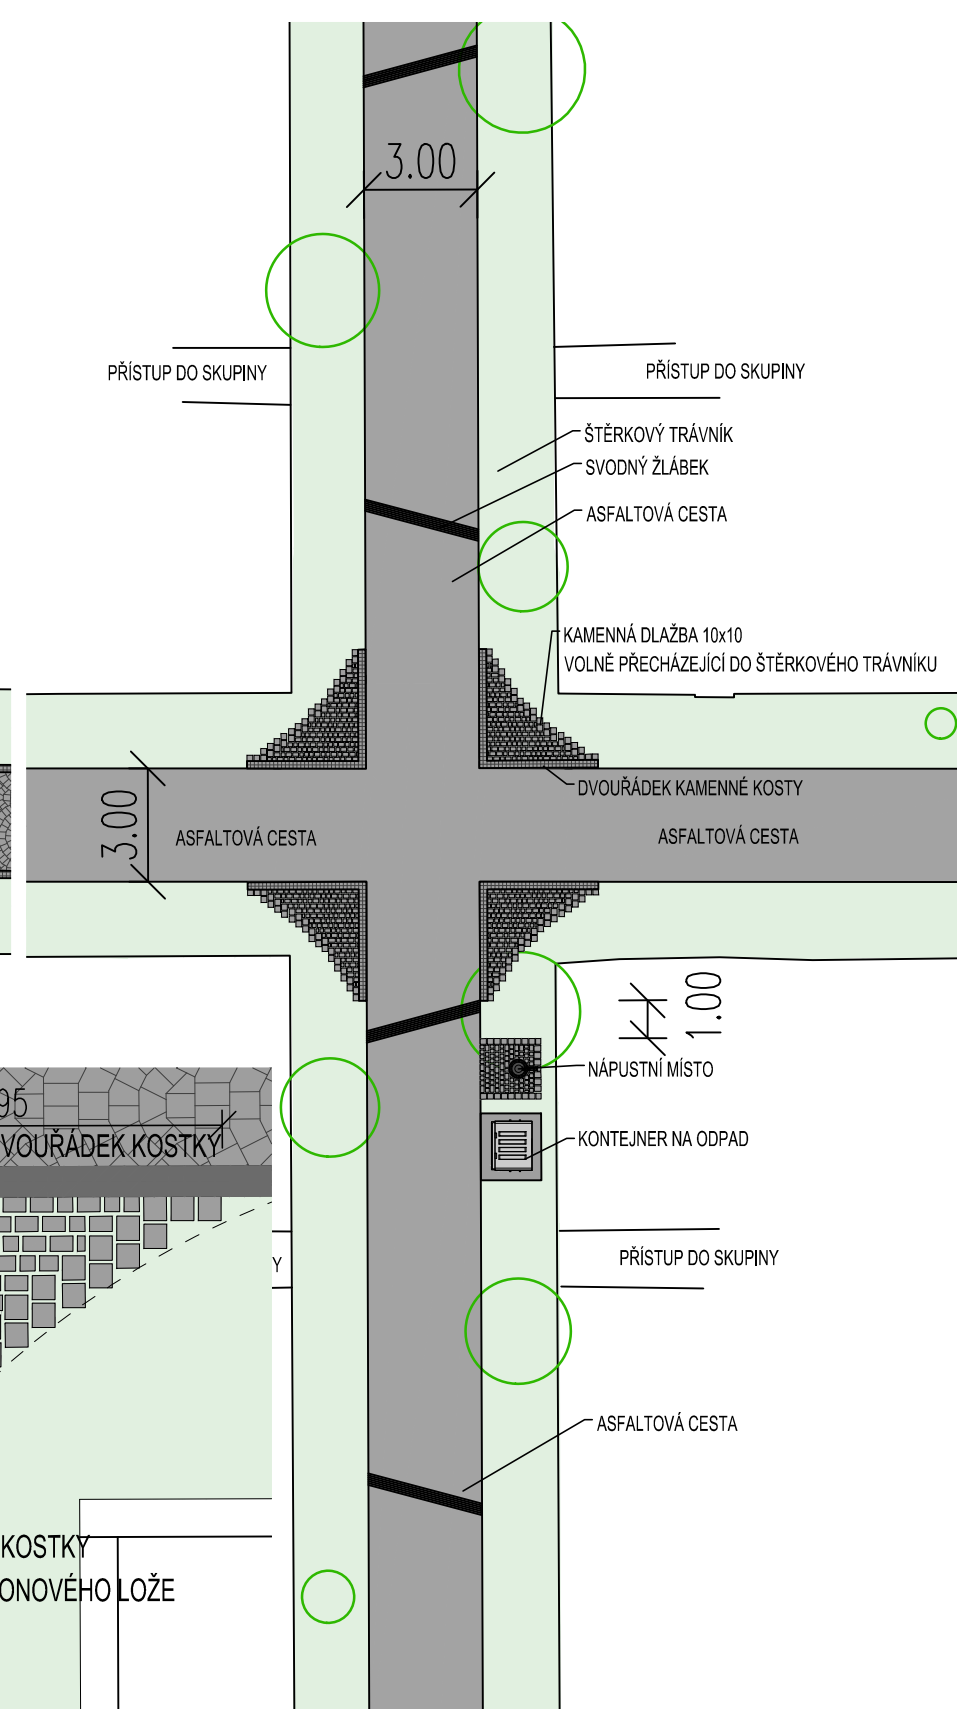 3.00
PŘÍSTUP DO SKUPINY
PŘÍSTUP DO SKUPINY
ŠTĚRKOVÝ TRÁVNÍK
SVODNÝ ŽLÁBEK
ASFALTOVÁ CESTA
KAMENNÁ DLAŽBA 10x10
VOLNĚ PŘECHÁZEJÍCÍ DO ŠTĚRKOVÉHO TRÁVNÍKU
DVOUŘÁDEK KAMENNÉ KOSTY
3.00
ASFALTOVÁ CESTA
ASFALTOVÁ CESTA
1.00
NÁPUSTNÍ MÍSTO
95
VOUŘÁDEK KOSTKY
KONTEJNER NA ODPAD
Y
PŘÍSTUP DO SKUPINY
ASFALTOVÁ CESTA
KOSTKY
ONOVÉHO LOŽE